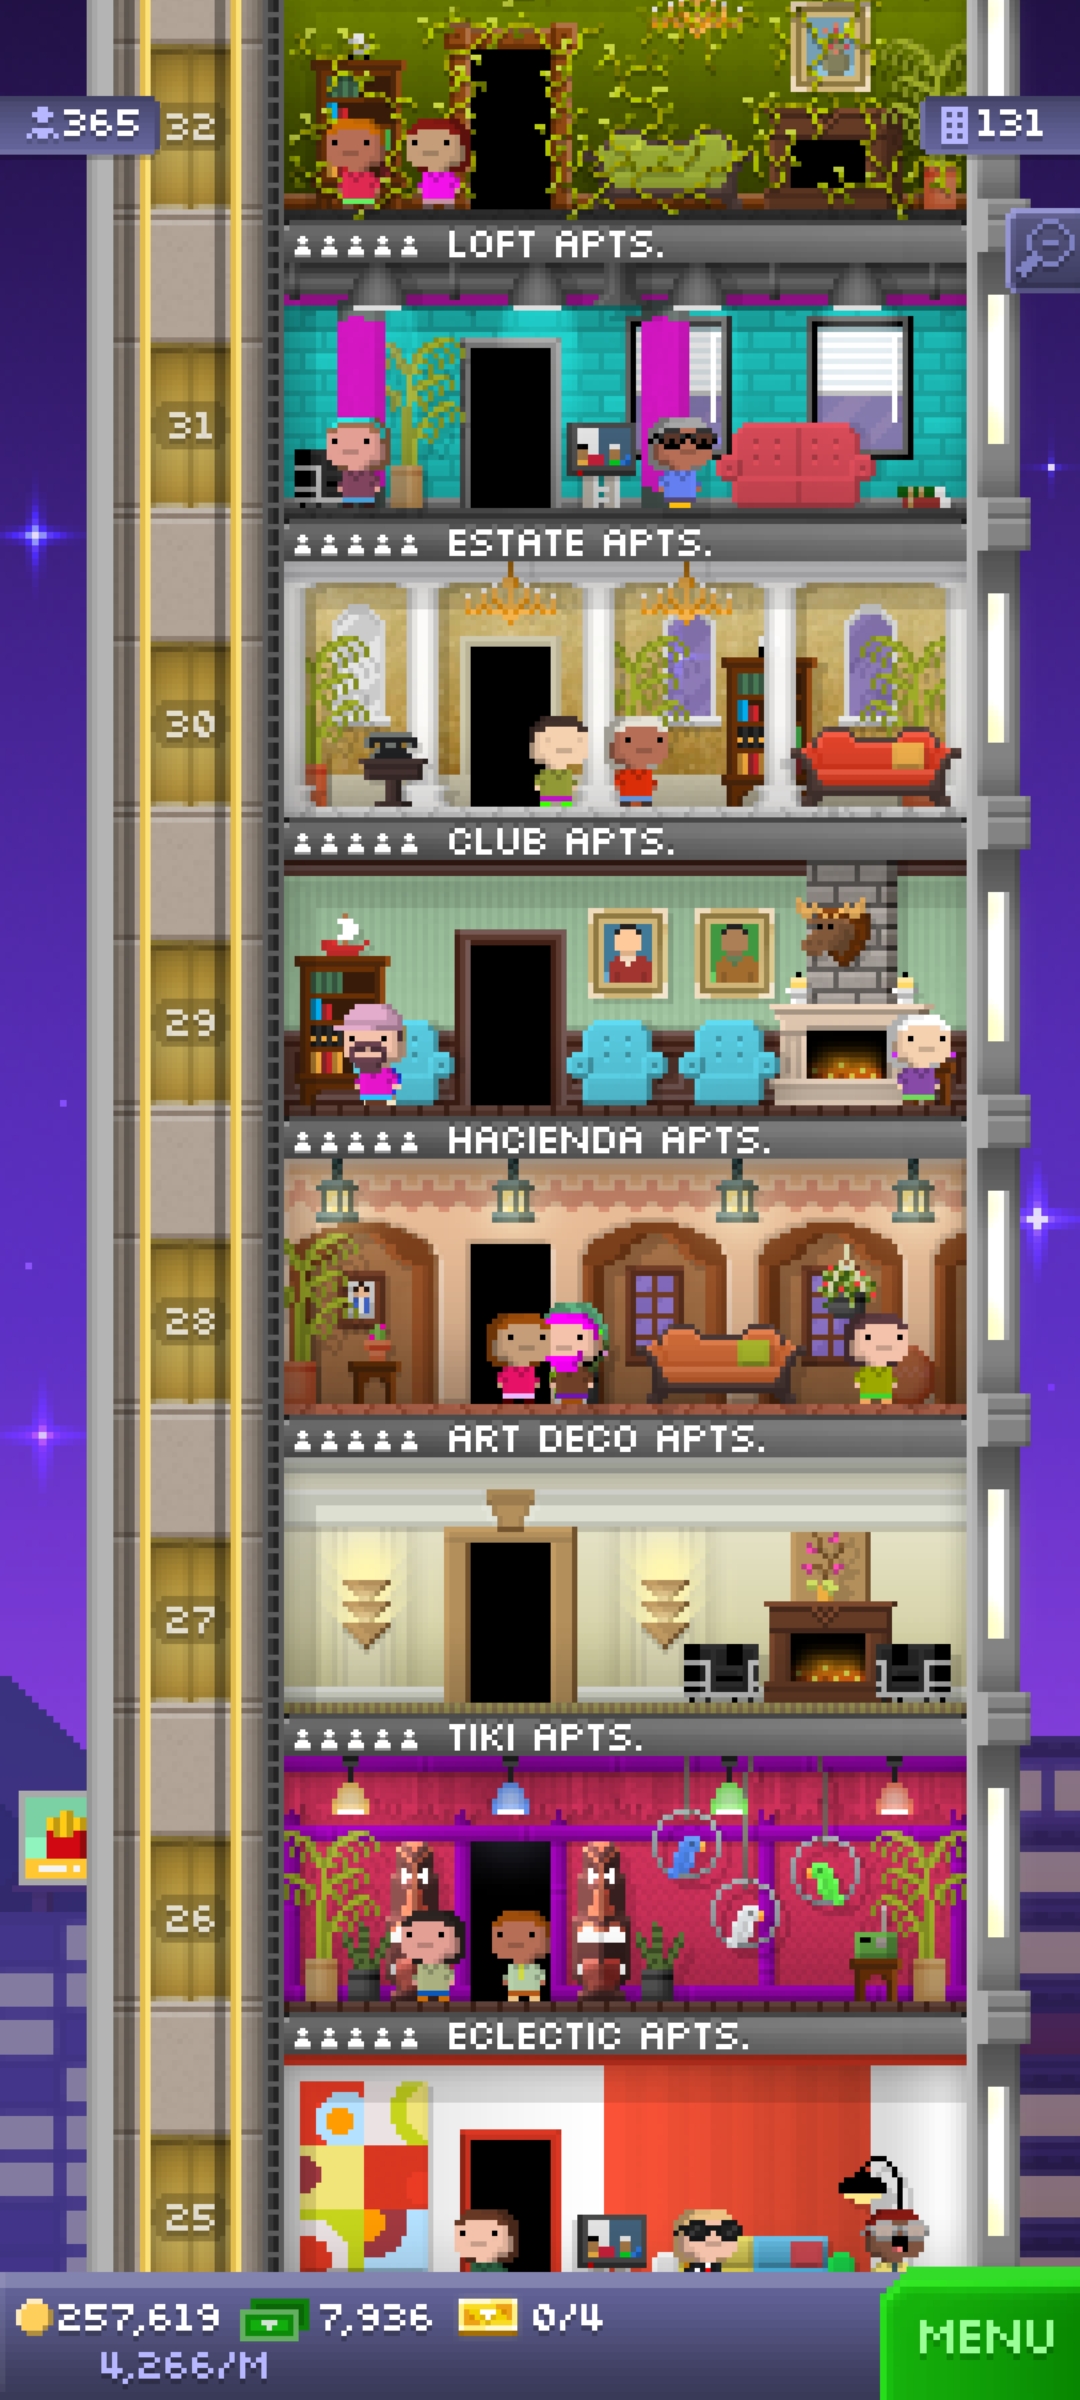 365
32
131
LOFT APTS.
31
ESTATE APTS.
30
CLUB APTS.
29
HACIENDA APTS.
28
ART DECO APTS.
27
TIKI APTS.
26
ECLECTIC APTS.
25
257,619 7,936 0/4
4,266/M
MENU